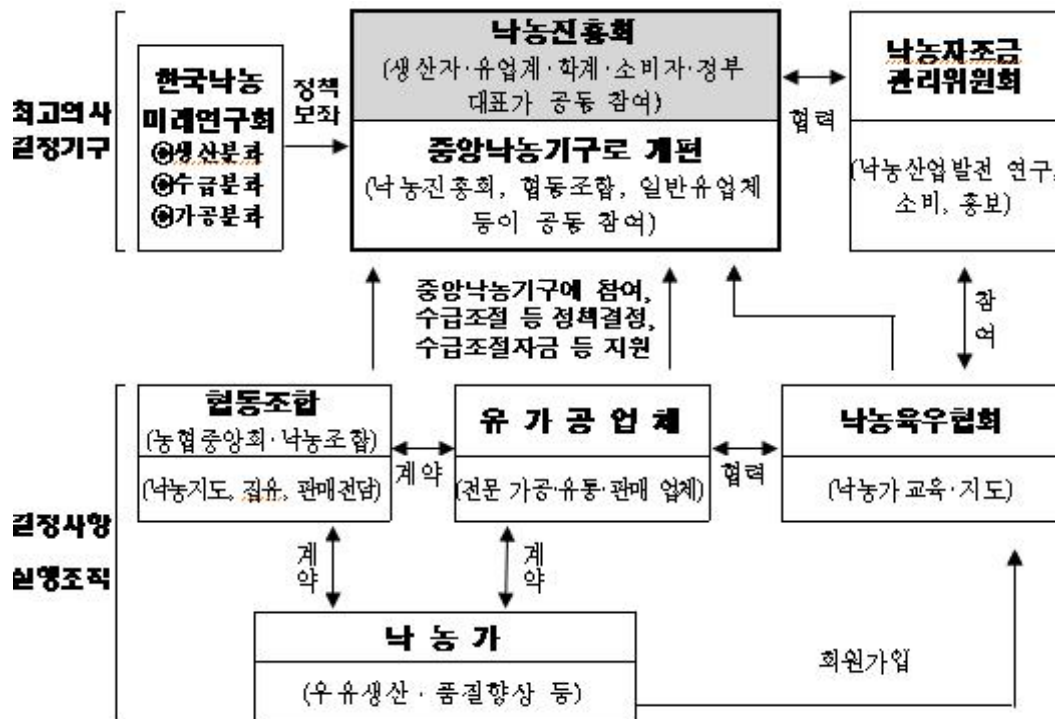 최고의사
결정기구
한국낙농
미래연구회
◉생산분과
◉수급분과
◉가공분과
정책
보좌
낙농진흥회
(생산자·유업계·학계·소비자·정부
대표가 공동 참여)
중앙낙농기구로 개편
(낙농진흥회, 협동조합, 일반유업체
등이 공동 참여)
협력
낙농자조금
관리위원회
(낙농산업발전 연구,
소비, 홍보)
중앙낙농기구에 참여,
수급조절 등 정책결정,
수급조절자금 등 지원
참
여
결정사항
실행조직
협동조합
(농협중앙회·낙농조합)
(낙농지도, 집유, 판매전담)
계약
유 가 공 업 체
(전문 가공·유통·판매 업체)
협력
낙농육우협회
(낙농가 교육·지도)
계
약
계
약
낙 농 가
(우유생산 · 품질향상 등)
회원가입